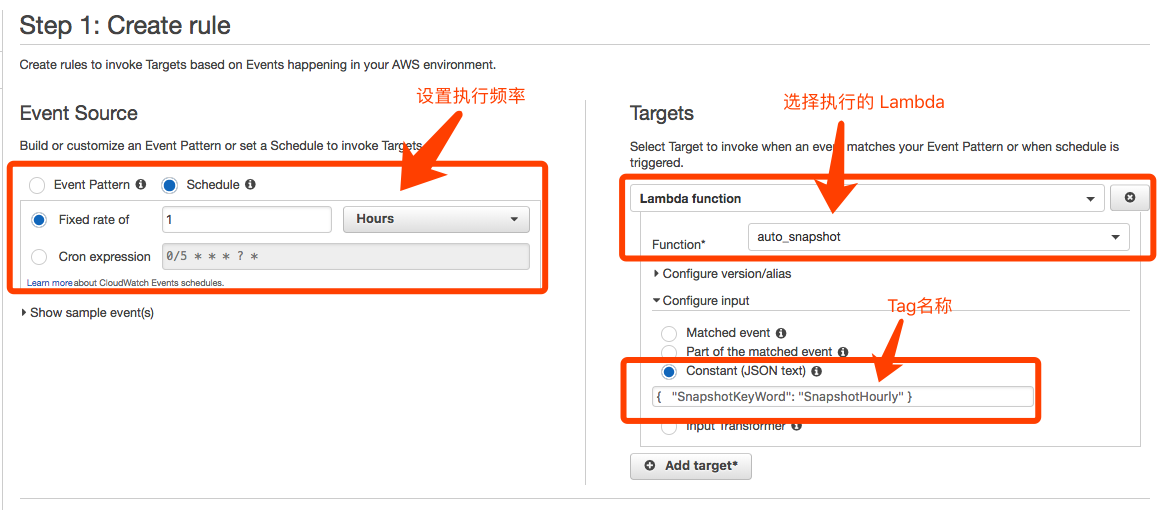 Step 1: Create rule
Create rules to invoke Targets based on Events happening in your AWS environment.
设置执行频率
Event Source
Build or customize an Event Pattern or set a Schedule to invoke Targets.
Event Pattern
Schedule
Fixed rate of
1
Hours
Cron expression
0/5 * * * ? *
Learn more about CloudWatch Events schedules.
Show sample event(s)
选择执行的 Lambda
Targets
Select Target to invoke when an event matches your Event Pattern or when schedule is
triggered.
Lambda function
Function*
auto_snapshot
Configure version/alias
Configure input
Tag名称
Matched event
Part of the matched event
Constant (JSON text)
{ "SnapshotKeyWord": "SnapshotHourly" }
Input Transformer
Add target*